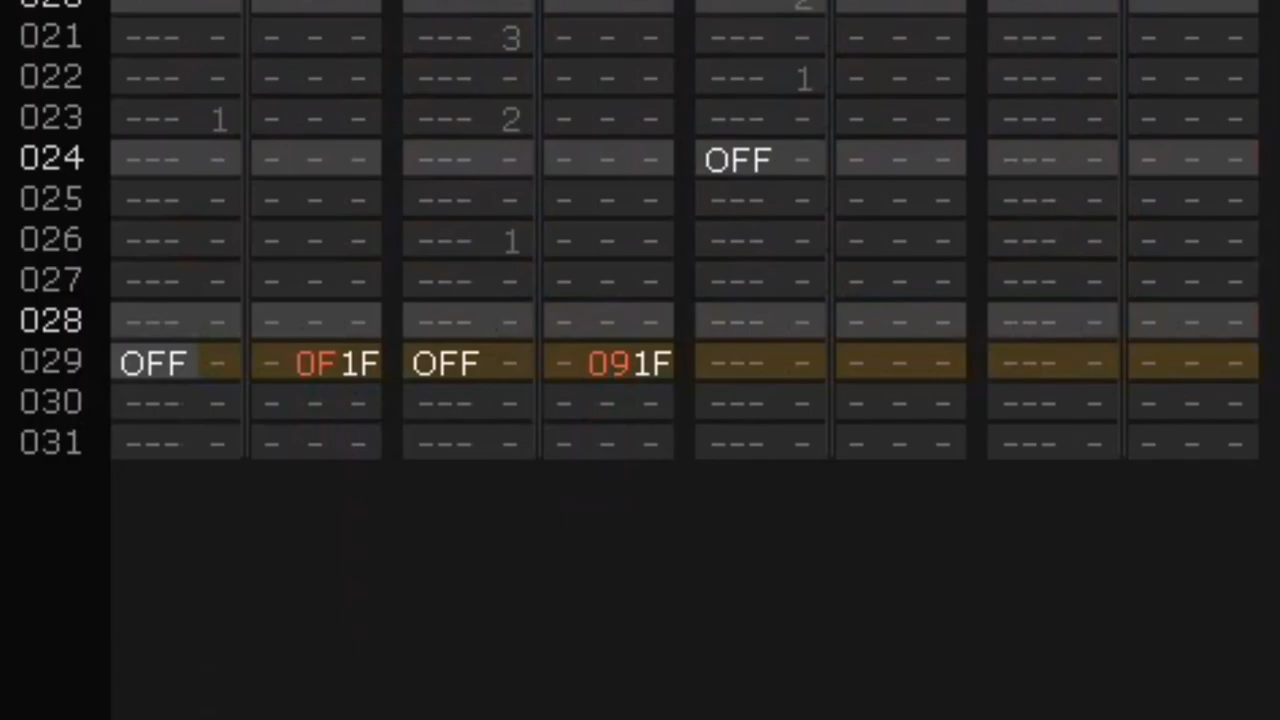 021 --- - - - - --- 3 - - - --- - - - - --- - - - -
022 --- - - - - --- - - - - --- 1 - - - --- - - - -
023 --- 1 - - - --- 2 - - - --- - - - - --- - - - -
024 --- - - - - --- - - - - OFF - - - - --- - - - -
025 --- - - - - --- - - - - --- - - - - --- - - - -
026 --- - - - - --- 1 - - - --- - - - - --- - - - -
027 --- - - - - --- - - - - --- - - - - --- - - - -
028 --- - - - - --- - - - - --- - - - - --- - - - -
029 OFF - - 0F1F OFF - - 091F --- - - - - --- - - - -
030 --- - - - - --- - - - - --- - - - - --- - - - -
031 --- - - - - --- - - - - --- - - - - --- - - - -